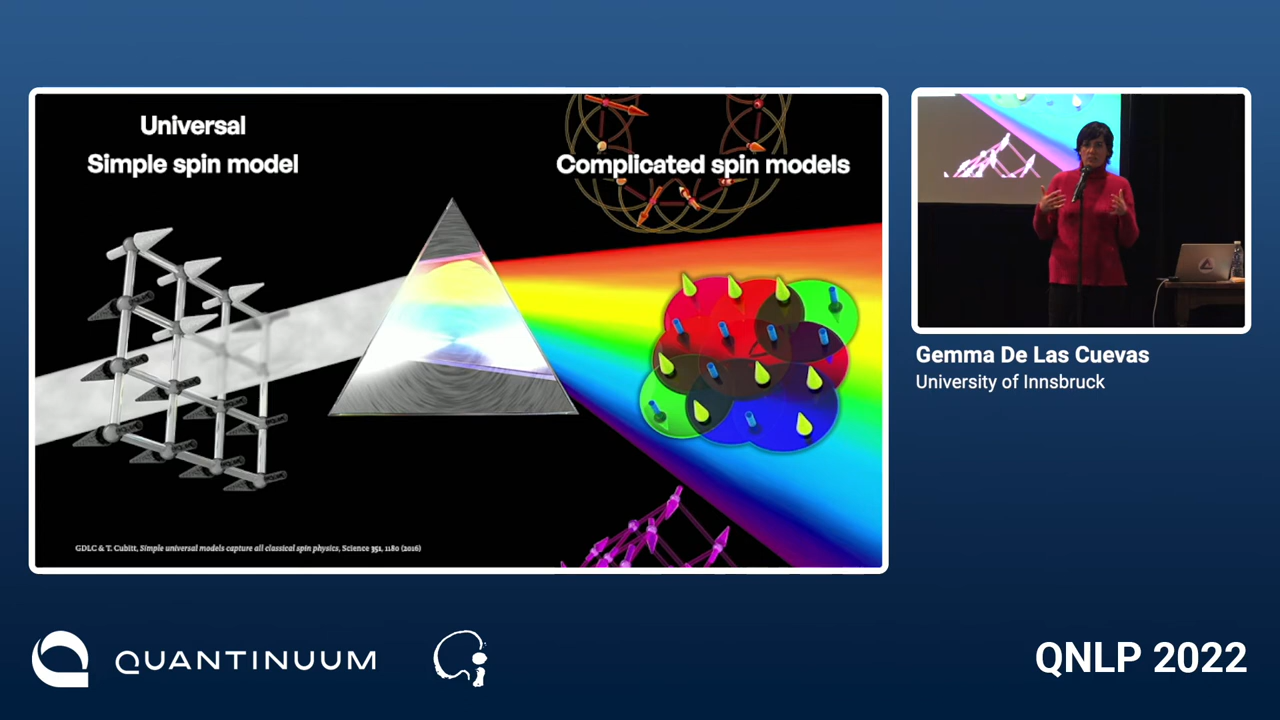 Universal
Simple spin model
Complicated spin models
GDLC & T. Cubitt, Simple universal models capture all classical spin physics, Science 351, 1180 (2016)
Gemma De Las Cuevas
University of Innsbruck
QUANTINUUM
QNLP 2022